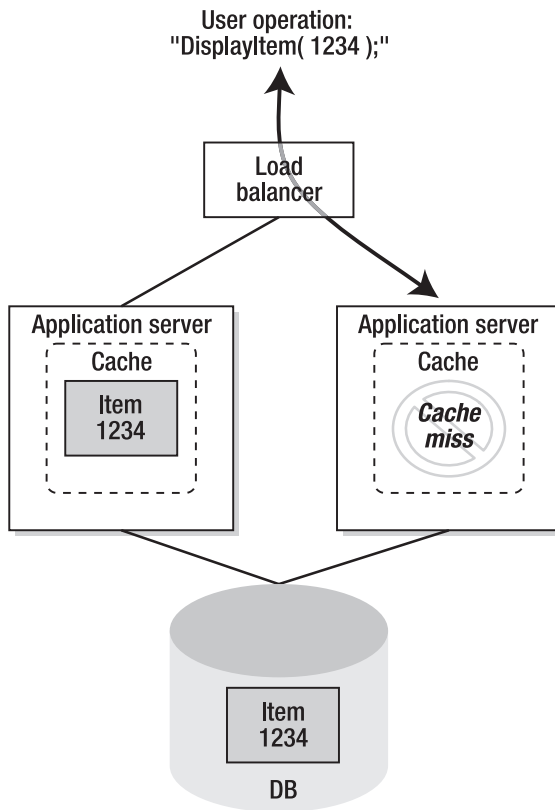 User operation:
"DisplayItem( 1234 );"
Load
balancer
Application server
Cache
Item
1234
Application server
Cache
Cache
miss
Item
1234
DB